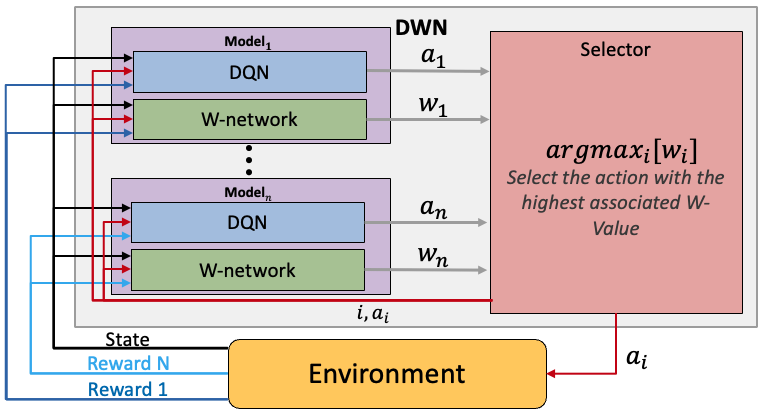 DWN
Model₁
DQN
W-network
a₁
w₁
Modelₙ
DQN
W-network
aₙ
wₙ
i, aᵢ
Selector
argmaxᵢ[wᵢ]
Select the action with the
highest associated W-
Value
State
Reward N
Reward 1
Environment
aᵢ